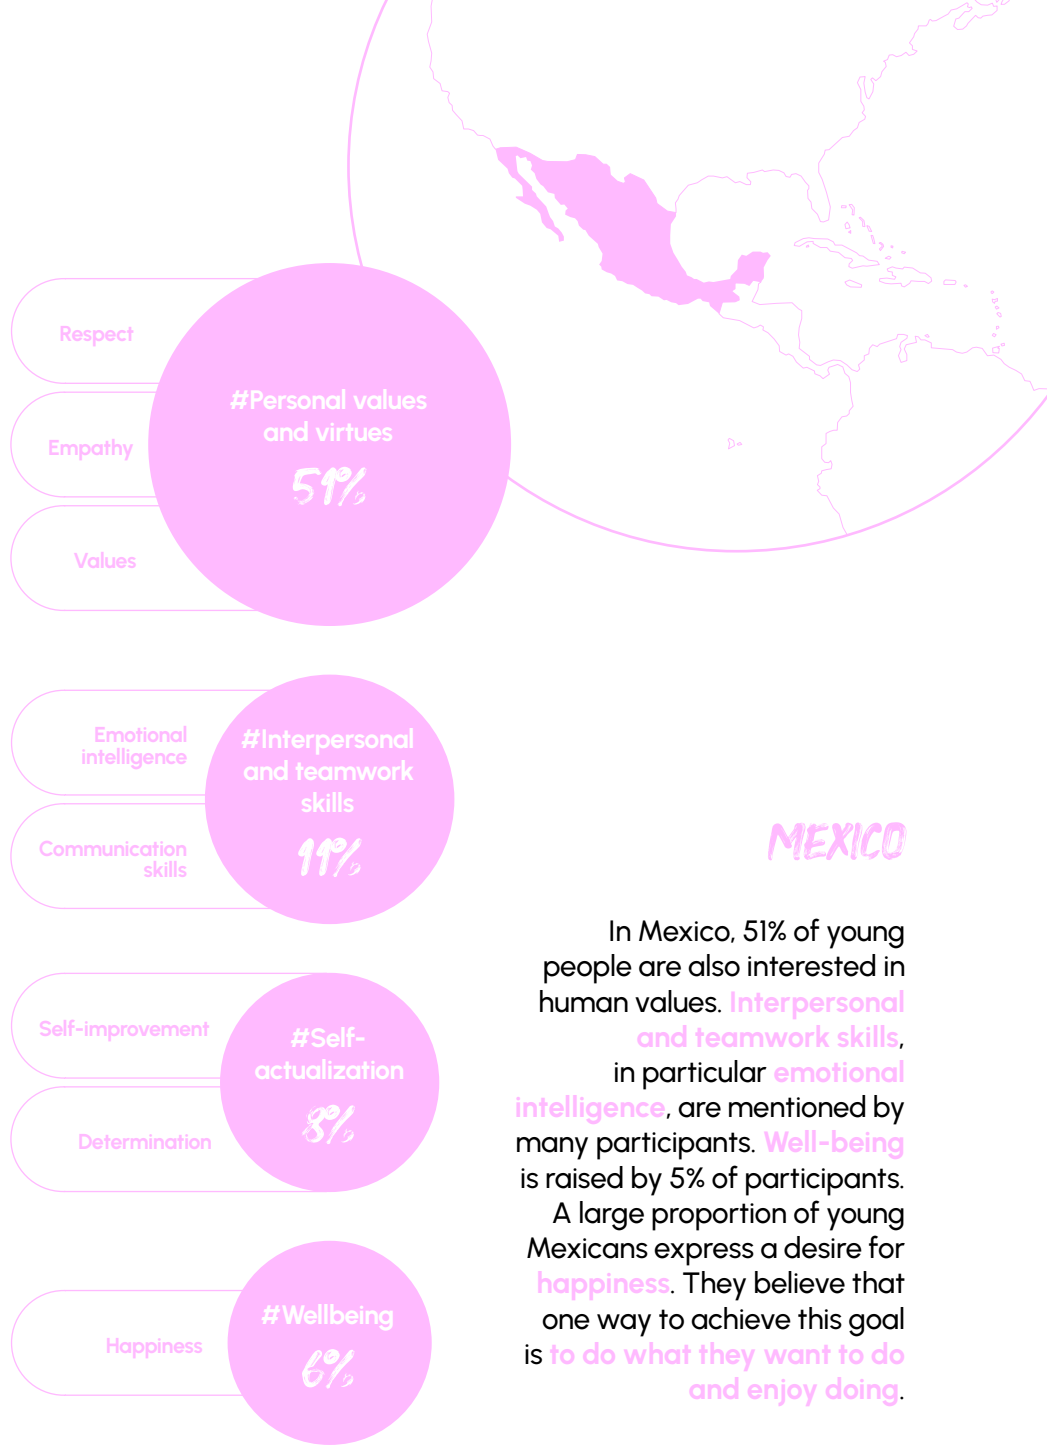 Respect
Empathy
Values
#Personal values
and virtues
51%
Emotional
intelligence
Communication
skills
#Interpersonal
and teamwork
skills
11%
Self-improvement
Determination
#Self-
actualization
8%
Happiness
#Wellbeing
6%
MEXICO
In Mexico, 51% of young
people are also interested in
human values. Interpersonal
and teamwork skills,
in particular emotional
intelligence, are mentioned by
many participants. Well-being
is raised by 5% of participants.
A large proportion of young
Mexicans express a desire for
happiness. They believe that
one way to achieve this goal
is to do what they want to do
and enjoy doing.